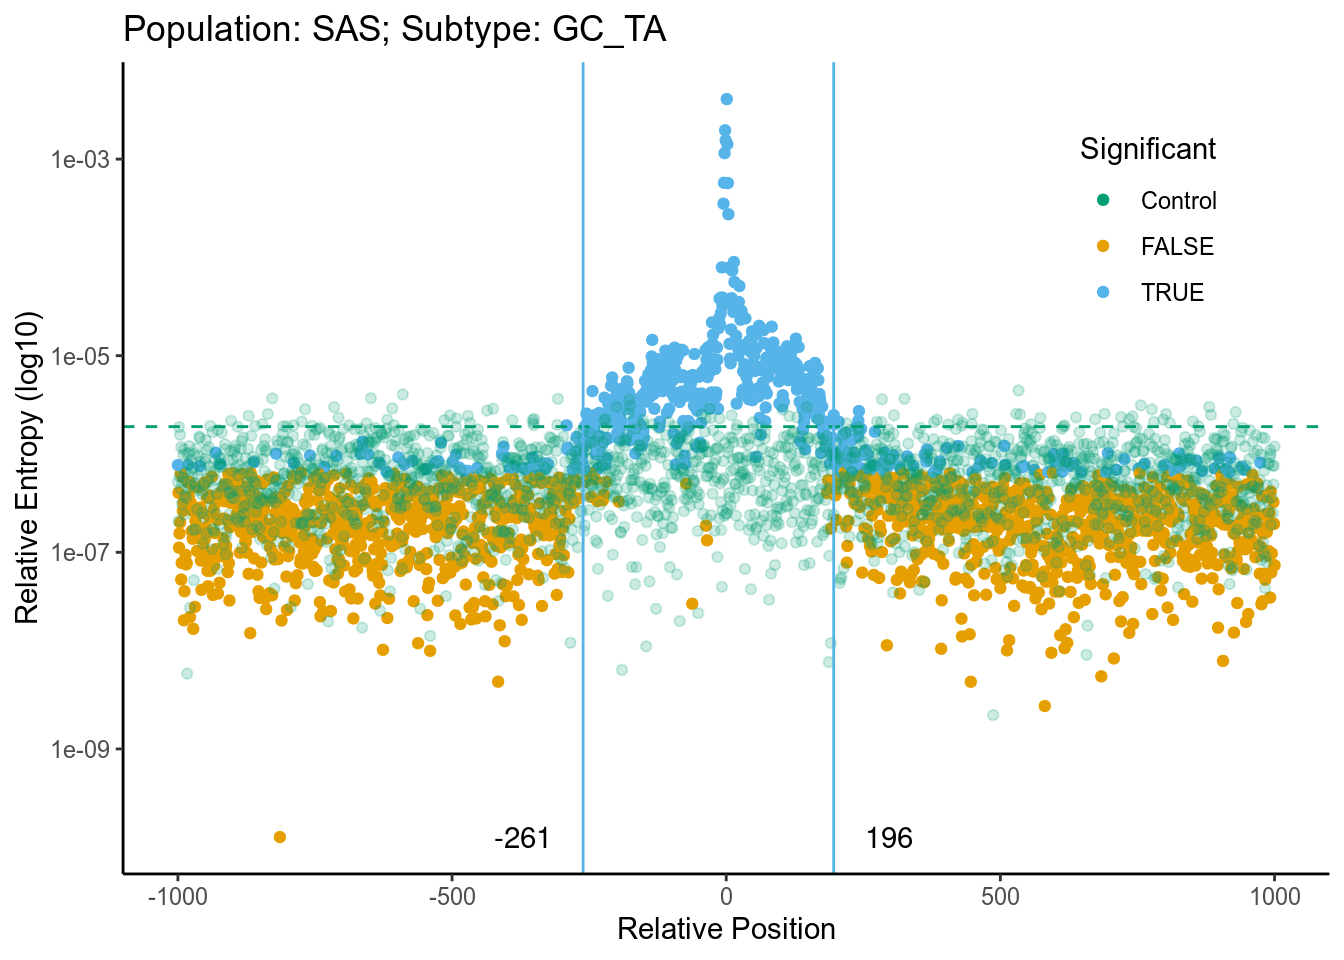 Population: SAS; Subtype: GC_TA
Relative Entropy (log10)
1e-03
1e-05
1e-07
1e-09
Significant
Control
FALSE
TRUE
-261
196
-1000
-500
0
500
1000
Relative Position